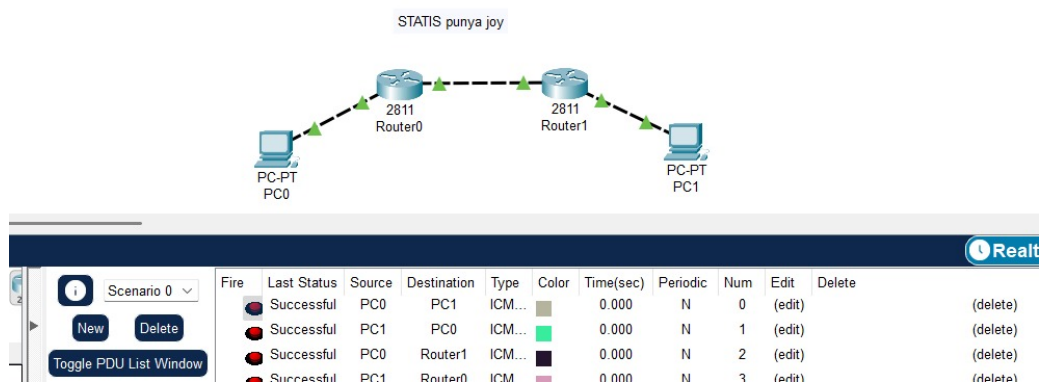 STATIS punya joy
2811
Router0
2811
Router1
PC-PT
PC0
PC-PT
PC1
Realt
Scenario 0
New
Delete
Toggle PDU List Window
Fire Last Status Source Destination Type Color Time(sec) Periodic Num Edit Delete
Successful PC0 PC1 ICM... 0.000 N 0 (edit) (delete)
Successful PC1 PC0 ICM... 0.000 N 1 (edit) (delete)
Successful PC0 Router1 ICM... 0.000 N 2 (edit) (delete)
Successful PC1 Router0 ICM... 0.000 N 3 (edit) (delete)